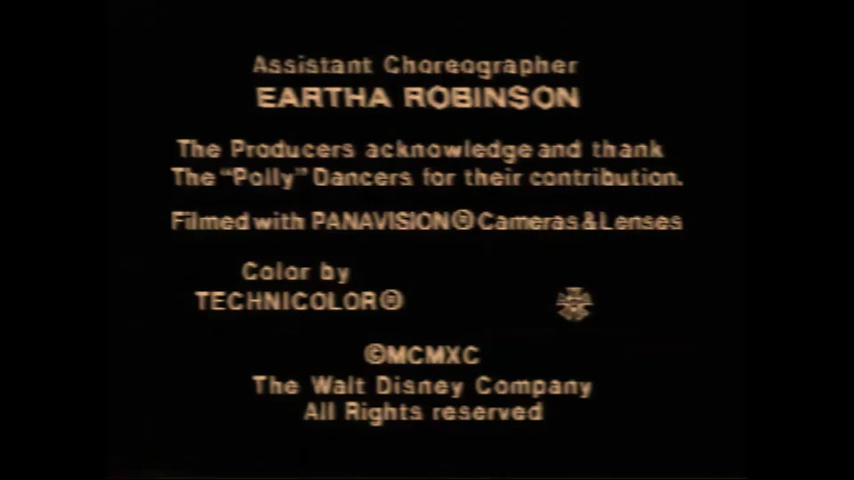 Assistant Choreographer
EARTHA ROBINSON
The Producers acknowledge and thank
The "Polly" Dancers for their contribution.
Filmed with PANAVISION® Cameras & Lenses
Color by
TECHNICOLOR®
©MCMXC
The Walt Disney Company
All Rights reserved